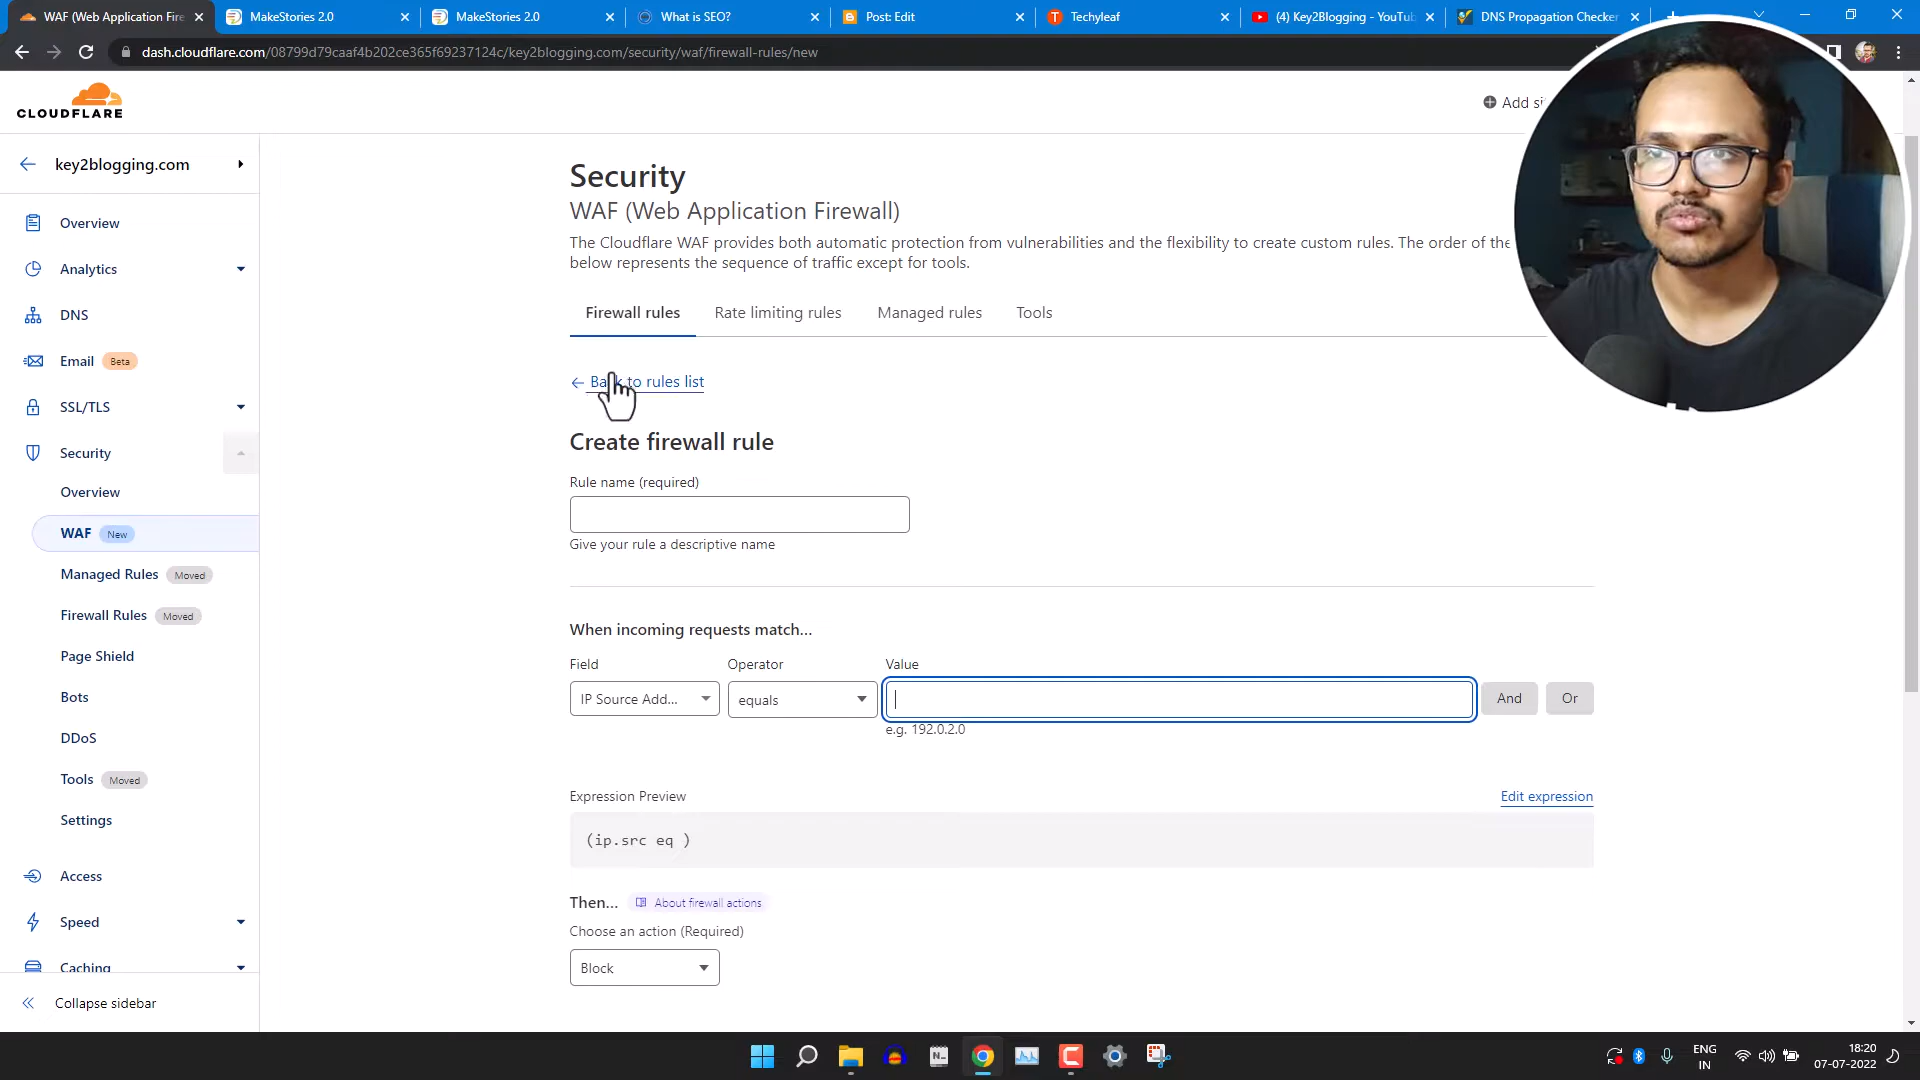 WAF (Web Application Fire
MakeStories 2.0
MakeStories 2.0
What is SEO?
Post: Edit
Techyleaf
(4) Key2Blogging - YouTub
DNS Propagation Checker
dash.cloudflare.com/08799d79caaf4b202ce365f69237124c/key2blogging.com/security/waf/firewall-rules/new
CLOUDFLARE
Add si
key2blogging.com
Overview
Analytics
DNS
Email Beta
SSL/TLS
Security
Overview
WAF New
Managed Rules Moved
Firewall Rules Moved
Page Shield
Bots
DDoS
Tools Moved
Settings
Access
Speed
Caching
Collapse sidebar
Security
WAF (Web Application Firewall)
The Cloudflare WAF provides both automatic protection from vulnerabilities and the flexibility to create custom rules. The order of the
below represents the sequence of traffic except for tools.
Firewall rules Rate limiting rules Managed rules Tools
Back to rules list
Create firewall rule
Rule name (required)
Give your rule a descriptive name
When incoming requests match...
Field Operator Value
IP Source Add... equals And Or
e.g. 192.0.2.0
Expression Preview Edit expression
(ip.src eq )
Then... About firewall actions
Choose an action (Required)
Block
ENG
IN
18:20
07-07-2022